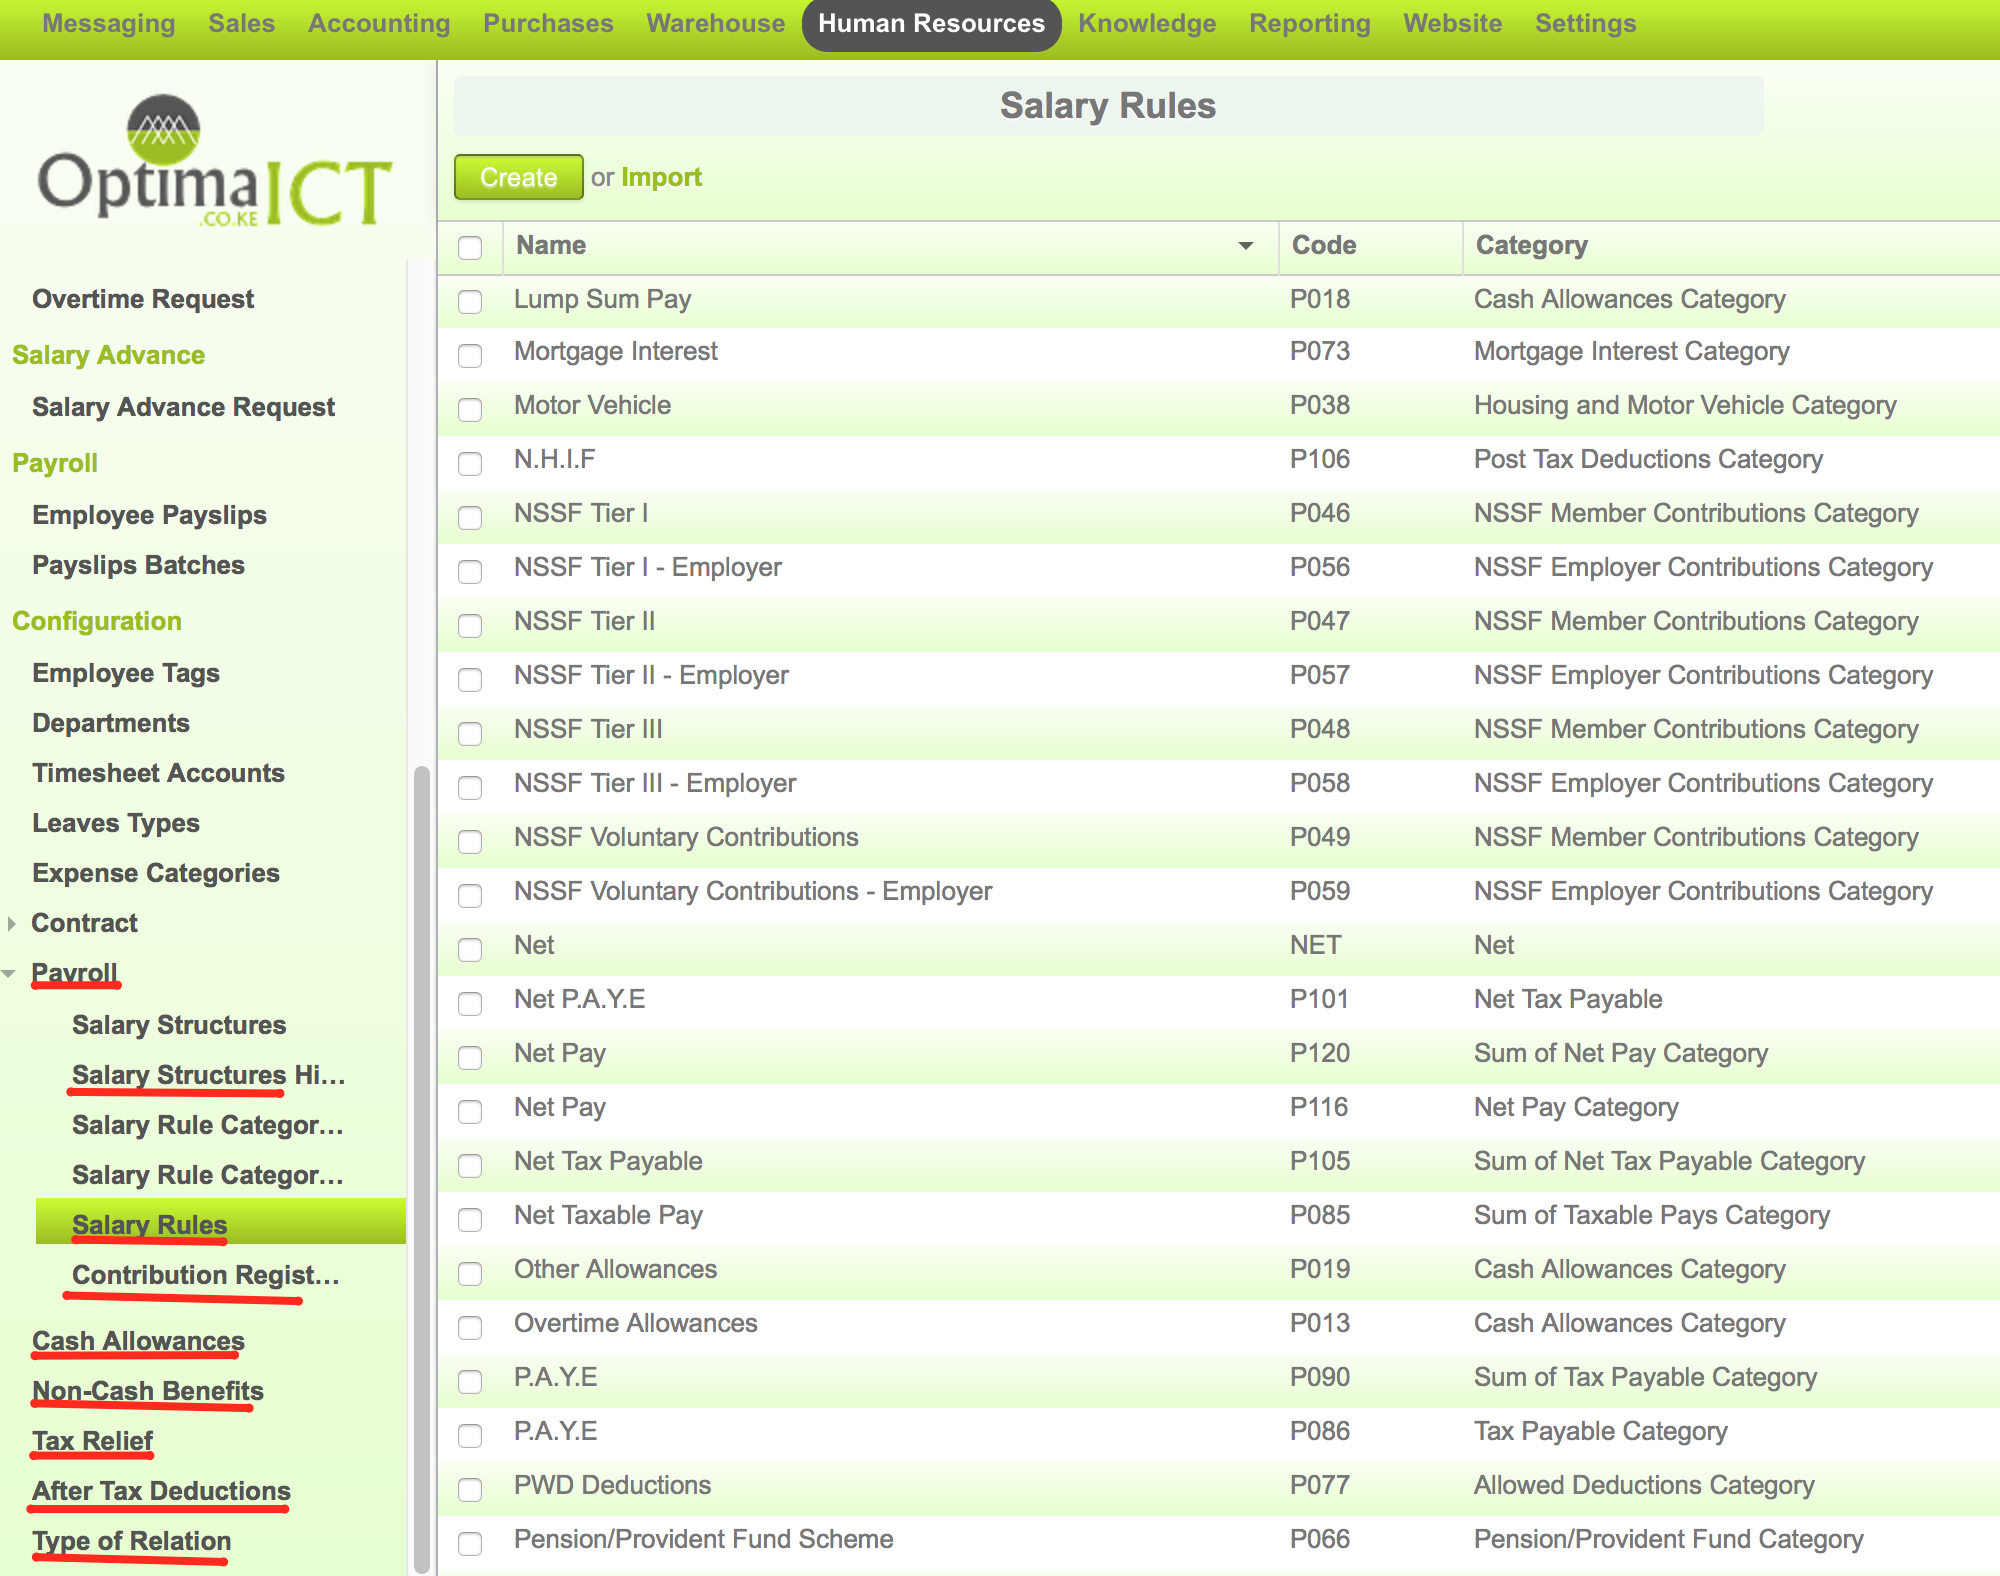 Messaging Sales Accounting Purchases Warehouse Human Resources Knowledge Reporting Website Settings
OptimaICT
.CO.KE
Overtime Request
Salary Advance
Salary Advance Request
Payroll
Employee Payslips
Payslips Batches
Configuration
Employee Tags
Departments
Timesheet Accounts
Leaves Types
Expense Categories
Contract
Payroll
Salary Structures
Salary Structures Hi...
Salary Rule Categor...
Salary Rule Categor...
Salary Rules
Contribution Regist...
Cash Allowances
Non-Cash Benefits
Tax Relief
After Tax Deductions
Type of Relation
Salary Rules
Create or Import
Name Code Category
Lump Sum Pay P018 Cash Allowances Category
Mortgage Interest P073 Mortgage Interest Category
Motor Vehicle P038 Housing and Motor Vehicle Category
N.H.I.F P106 Post Tax Deductions Category
NSSF Tier I P046 NSSF Member Contributions Category
NSSF Tier I - Employer P056 NSSF Employer Contributions Category
NSSF Tier II P047 NSSF Member Contributions Category
NSSF Tier II - Employer P057 NSSF Employer Contributions Category
NSSF Tier III P048 NSSF Member Contributions Category
NSSF Tier III - Employer P058 NSSF Employer Contributions Category
NSSF Voluntary Contributions P049 NSSF Member Contributions Category
NSSF Voluntary Contributions - Employer P059 NSSF Employer Contributions Category
Net NET Net
Net P.A.Y.E P101 Net Tax Payable
Net Pay P120 Sum of Net Pay Category
Net Pay P116 Net Pay Category
Net Tax Payable P105 Sum of Net Tax Payable Category
Net Taxable Pay P085 Sum of Taxable Pays Category
Other Allowances P019 Cash Allowances Category
Overtime Allowances P013 Cash Allowances Category
P.A.Y.E P090 Sum of Tax Payable Category
P.A.Y.E P086 Tax Payable Category
PWD Deductions P077 Allowed Deductions Category
Pension/Provident Fund Scheme P066 Pension/Provident Fund Category